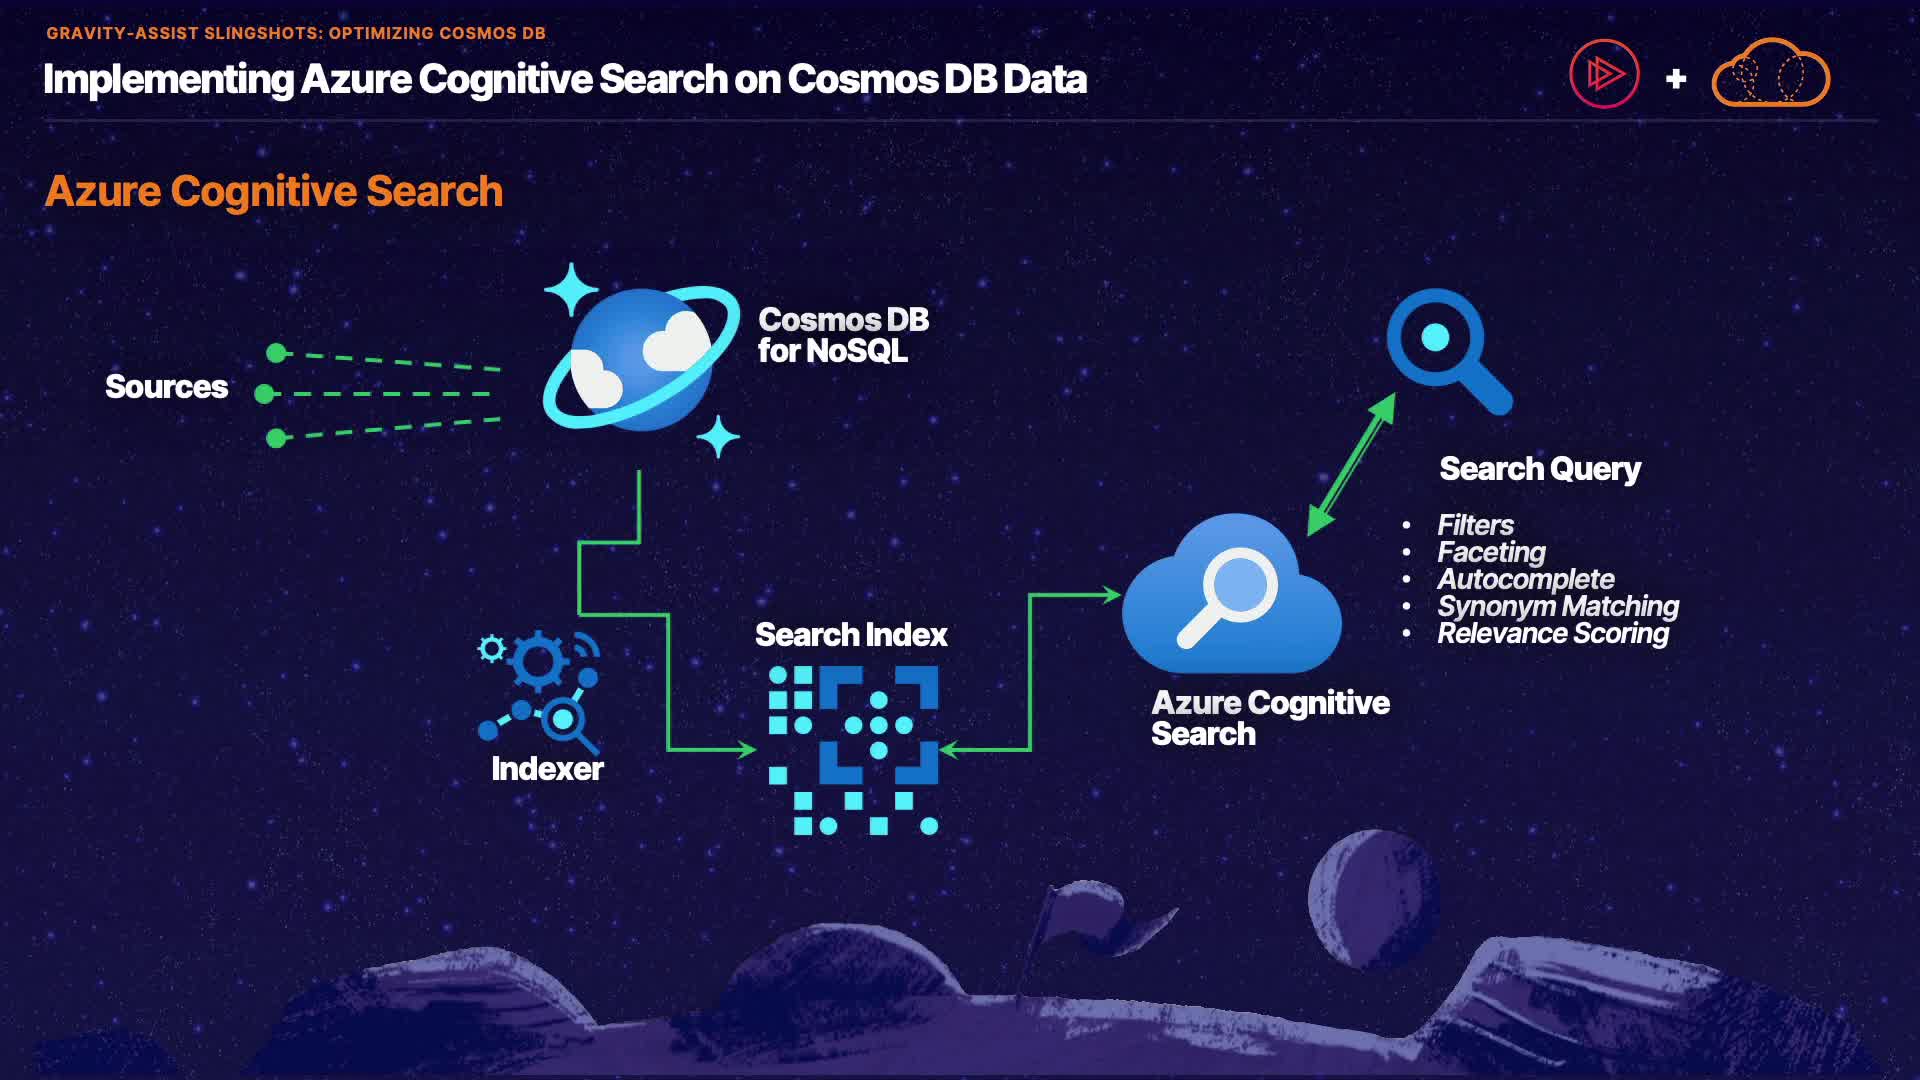 GRAVITY-ASSIST SLINGSHOTS: OPTIMIZING COSMOS DB
Implementing Azure Cognitive Search on Cosmos DB Data
+
Azure Cognitive Search
Sources
Cosmos DB
for NoSQL
Search Query
• Filters
• Faceting
• Autocomplete
• Synonym Matching
• Relevance Scoring
Search Index
Indexer
Azure Cognitive
Search